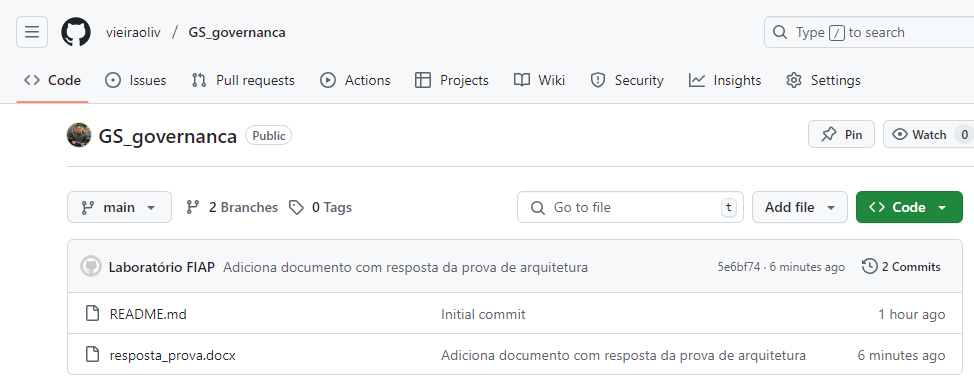 vieiraoliv / GS_governanca
Type / to search
Code Issues Pull requests Actions Projects Wiki Security Insights Settings
GS_governanca Public Pin Watch 0
main 2 Branches 0 Tags Go to file t Add file Code
Laboratório FIAP Adiciona documento com resposta da prova de arquitetura 5e6bf74 · 6 minutes ago 2 Commits
README.md Initial commit 1 hour ago
resposta_prova.docx Adiciona documento com resposta da prova de arquitetura 6 minutes ago